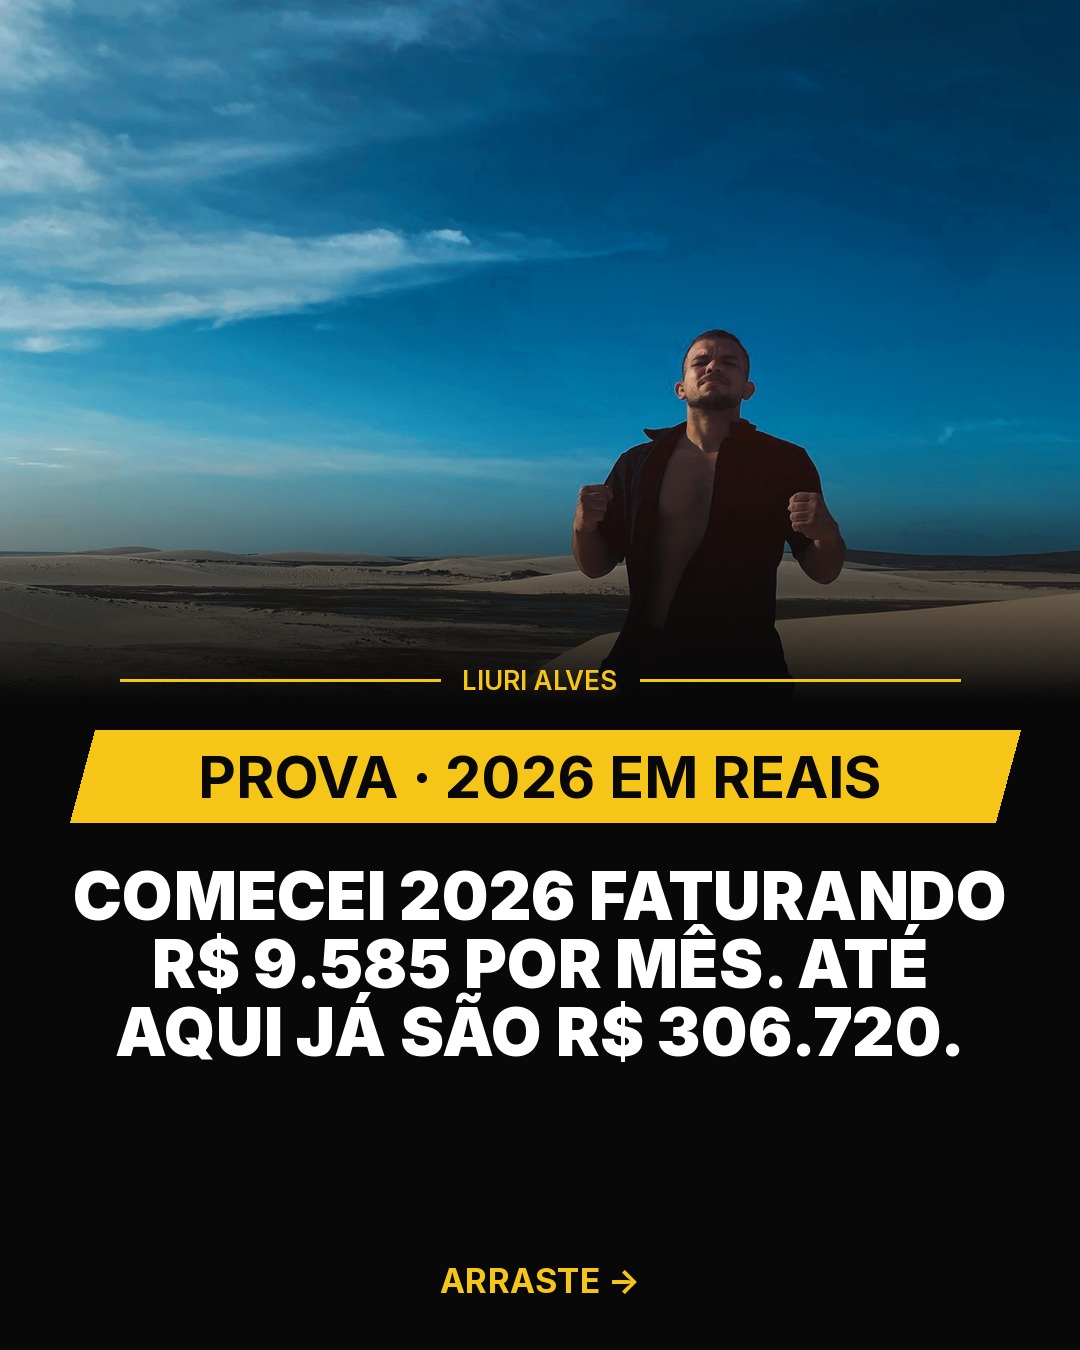 LIURI ALVES
PROVA · 2026 EM REAIS
COMECEI 2026 FATURANDO
R$ 9.585 POR MÊS. ATÉ
AQUI JÁ SÃO R$ 306.720.
ARRASTE →